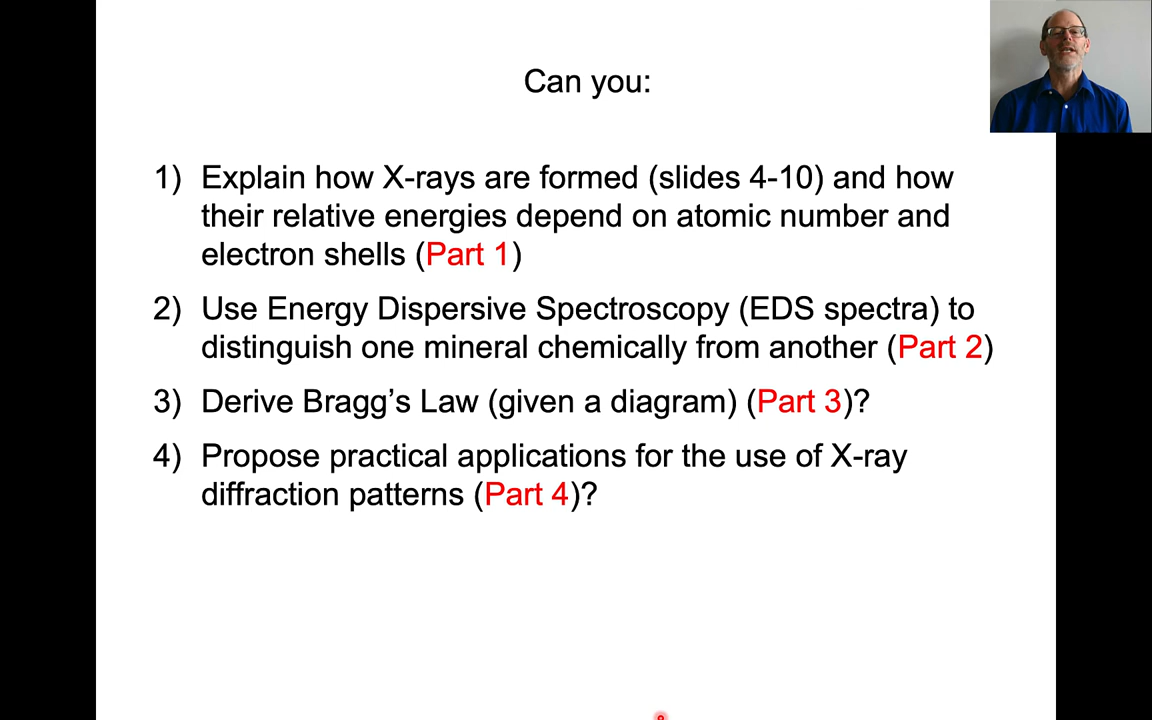 Can you:
1) Explain how X-rays are formed (slides 4-10) and how
their relative energies depend on atomic number and
electron shells (Part 1)
2) Use Energy Dispersive Spectroscopy (EDS spectra) to
distinguish one mineral chemically from another (Part 2)
3) Derive Bragg’s Law (given a diagram) (Part 3)?
4) Propose practical applications for the use of X-ray
diffraction patterns (Part 4)?